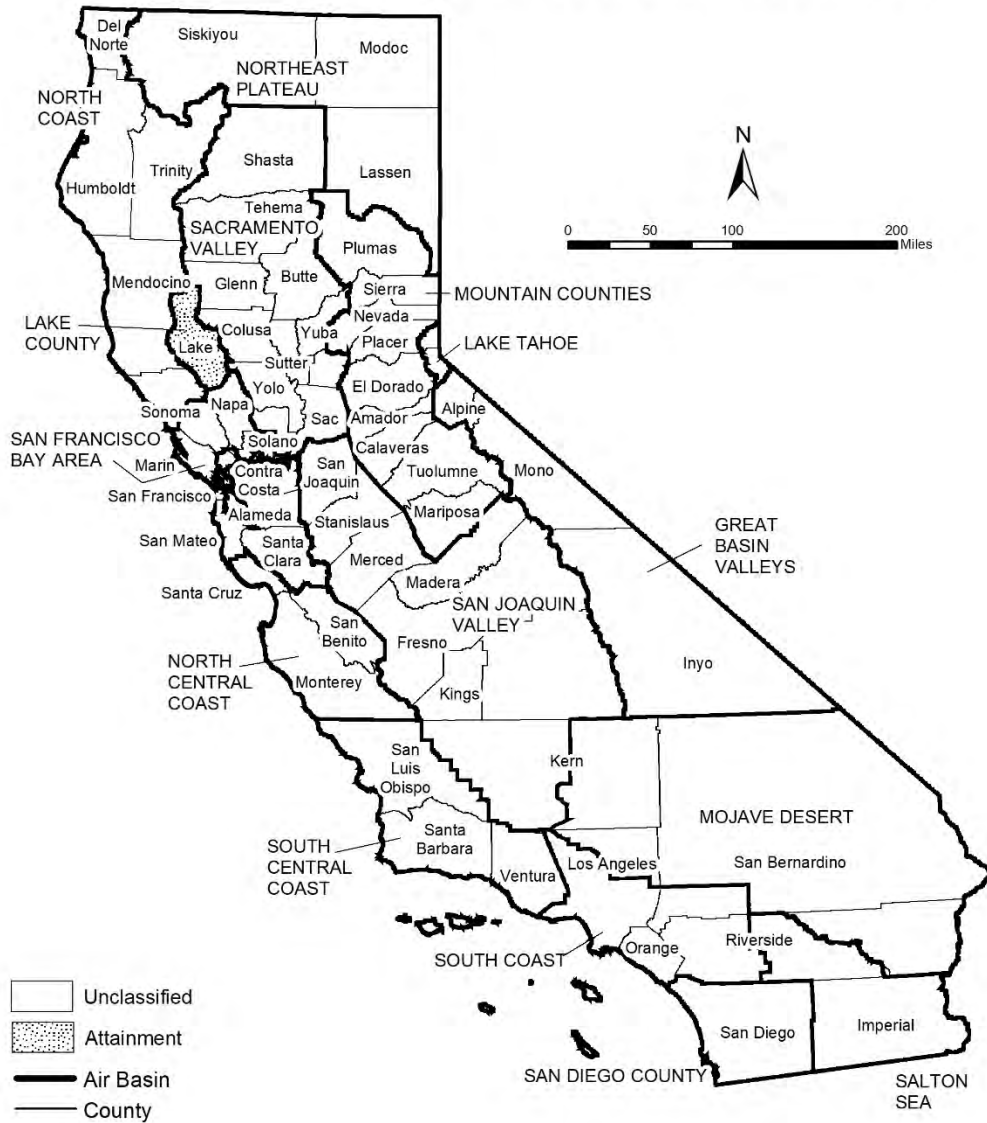 Del
Norte
Siskiyou
Modoc
NORTHEAST
PLATEAU
NORTH
COAST
N
Shasta
Trinity
Lassen
Humboldt
Tehema
SACRAMENTO
VALLEY
Plumas
0 50 100 200
Miles
Mendocino
Glenn
Butte
Sierra
MOUNTAIN COUNTIES
LAKE
COUNTY
Colusa
Yuba
Nevada
Placer
LAKE TAHOE
Lake
Sutter
Yolo
El Dorado
Sonoma
Napa
Sac
Amador
Alpine
SAN FRANCISCO
BAY AREA
Solano
Calaveras
Marin
Contra
Costa
San
Joaquin
Tuolumne
Mono
San Francisco
Alameda
Stanislaus
Mariposa
GREAT
BASIN
VALLEYS
San Mateo
Santa
Clara
Merced
Madera
Santa Cruz
SAN JOAQUIN
VALLEY
San
Benito
Fresno
NORTH
CENTRAL
COAST
Monterey
Kings
Inyo
San
Luis
Obispo
Kern
MOJAVE DESERT
SOUTH
CENTRAL
COAST
Santa
Barbara
Ventura
Los Angeles
San Bernardino
SOUTH COAST
Orange
Riverside
Unclassified
Attainment
Air Basin
County
San Diego
Imperial
SAN DIEGO COUNTY
SALTON
SEA